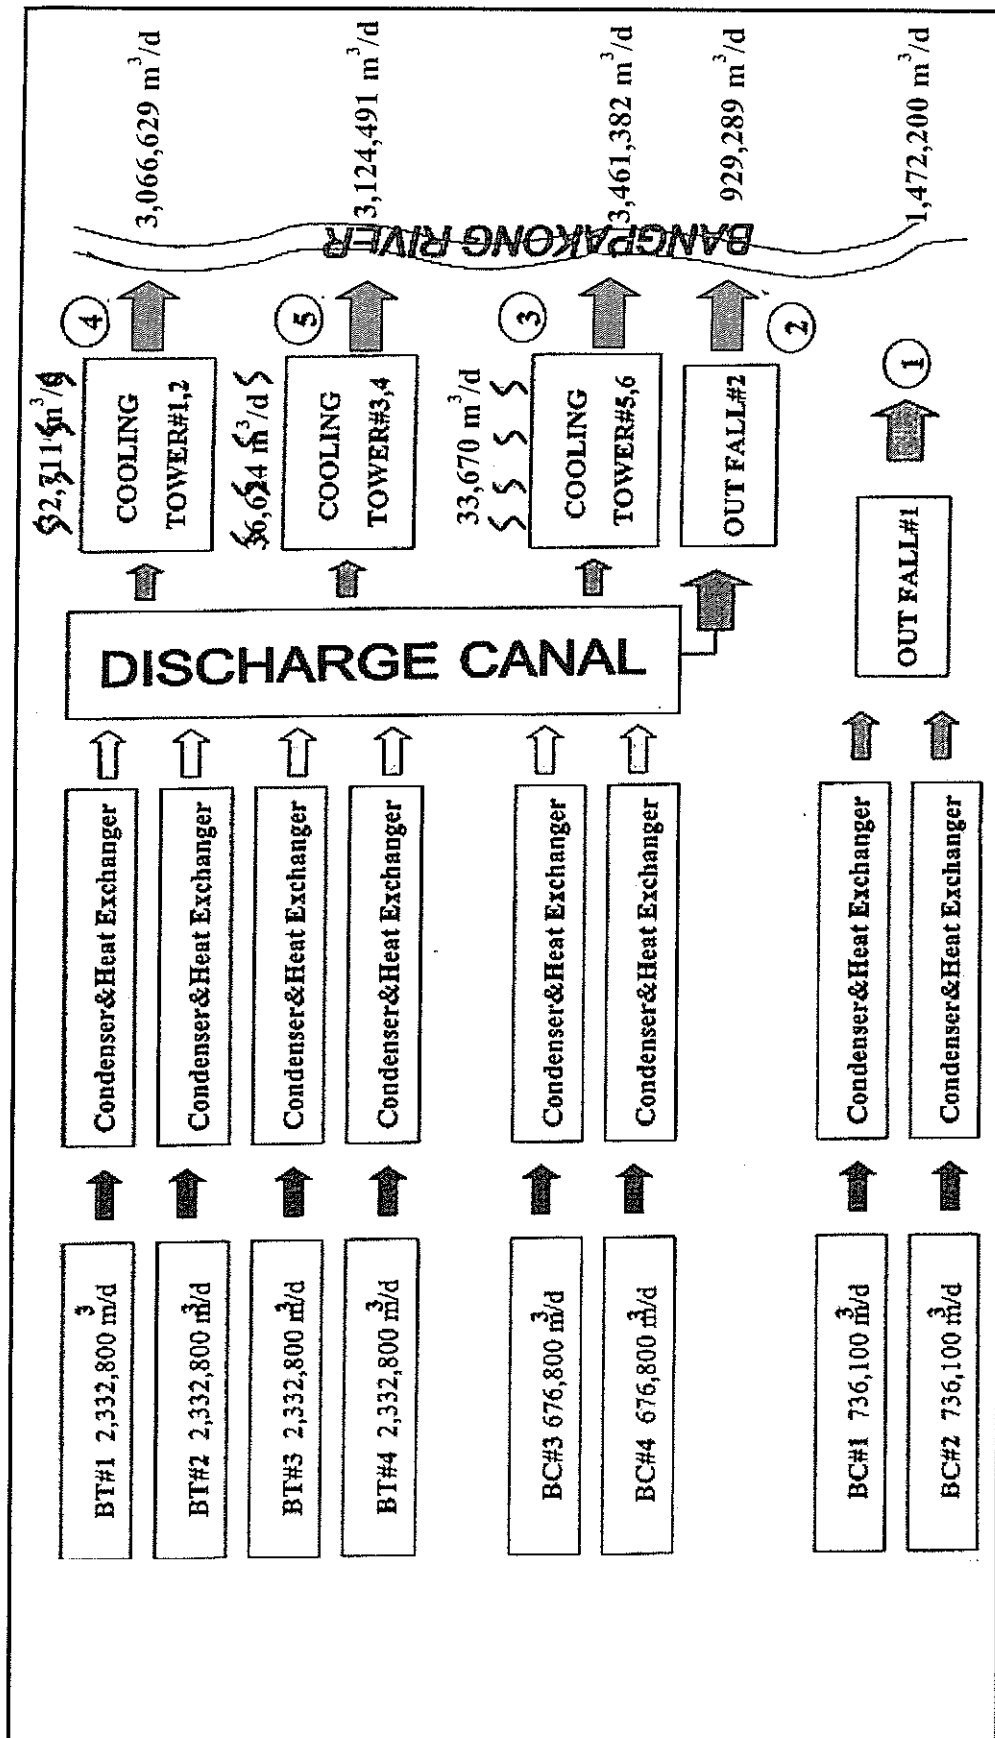 BT#1 2,332,800 m³/d
BT#2 2,332,800 m³/d
BT#3 2,332,800 m³/d
BT#4 2,332,800 m³/d
BC#3 676,800 m³/d
BC#4 676,800 m³/d
BC#1 736,100 m³/d
BC#2 736,100 m³/d
Condenser&Heat Exchanger
Condenser&Heat Exchanger
Condenser&Heat Exchanger
Condenser&Heat Exchanger
Condenser&Heat Exchanger
Condenser&Heat Exchanger
Condenser&Heat Exchanger
Condenser&Heat Exchanger
DISCHARGE CANAL
m³/d
COOLING
TOWER#1,2
4
m³/d
COOLING
TOWER#3,4
5
33,670 m³/d
COOLING
TOWER#5,6
3
OUT FALL#2
2
OUT FALL#1
1
BANGPAKONG RIVER
3,066,629 m³/d
3,124,491 m³/d
3,461,382 m³/d
929,289 m³/d
1,472,200 m³/d